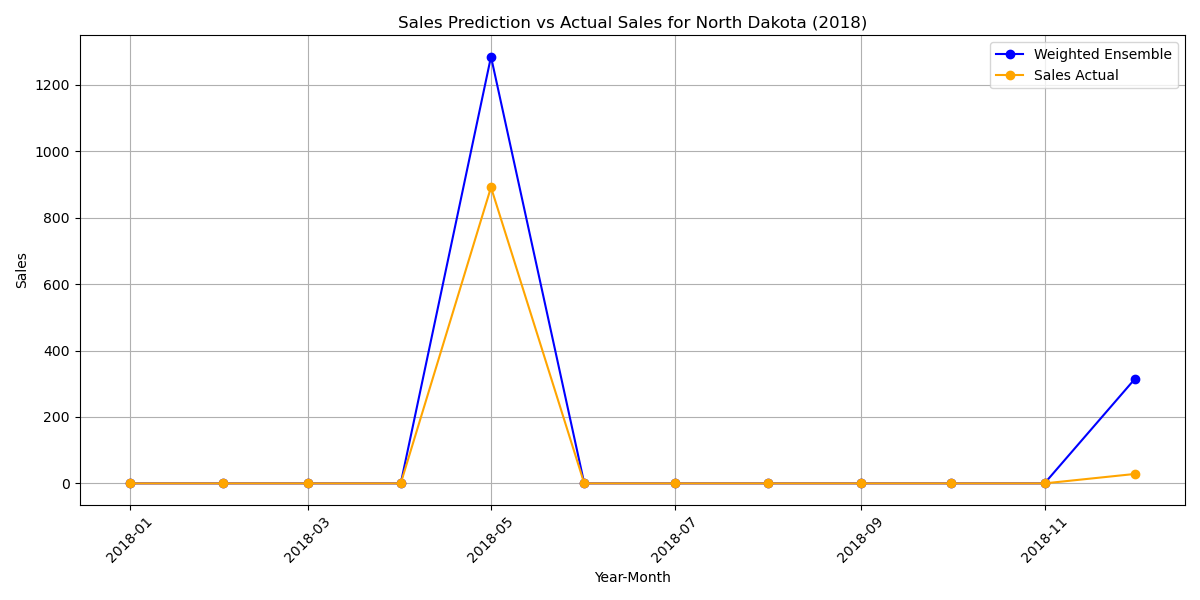 Sales Prediction vs Actual Sales for North Dakota (2018)
Weighted Ensemble
Sales Actual
Sales
1200
1000
800
600
400
200
0
2018-01
2018-03
2018-05
2018-07
2018-09
2018-11
Year-Month